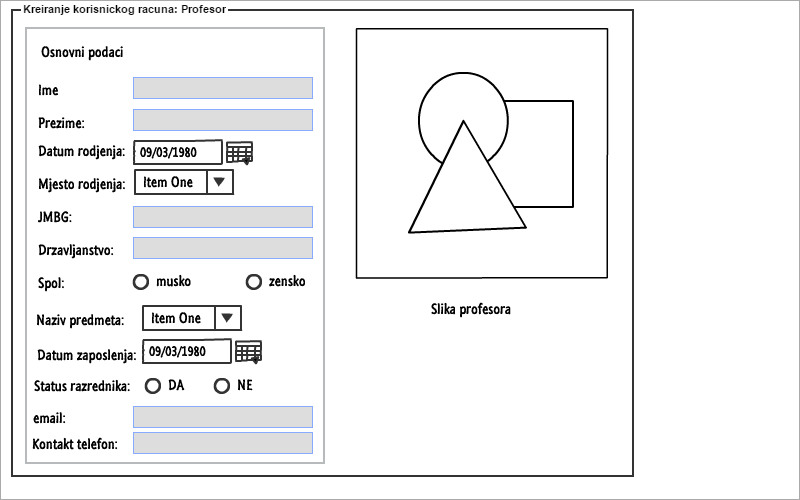 Kreiranje korisnickog racuna: Profesor
Osnovni podaci
Ime
Prezime:
Datum rodjenja: 09/03/1980
Mjesto rodjenja: Item One
JMBG:
Drzavljanstvo:
Spol: musko zensko
Naziv predmeta: Item One
Datum zaposlenja: 09/03/1980
Status razrednika: DA NE
email:
Kontakt telefon:
Slika profesora